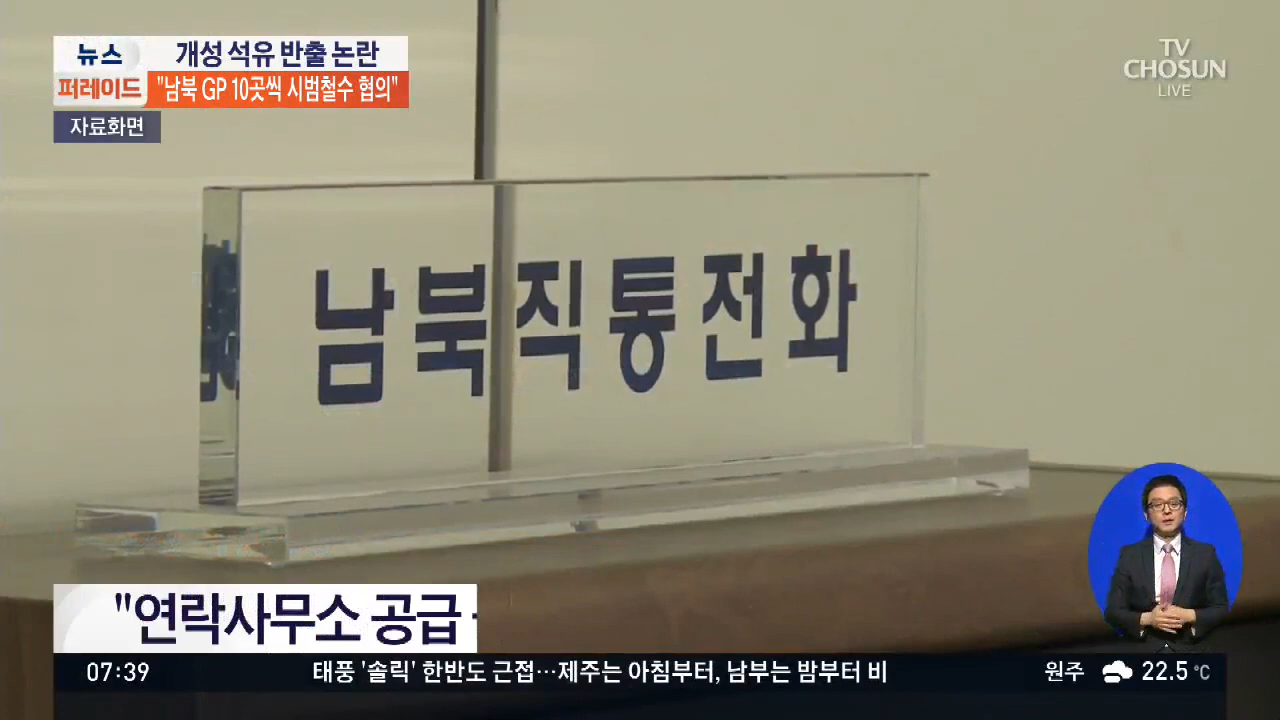 뉴스
퍼레이드
개성 석유 반출 논란
"남북 GP 10곳씩 시범철수 협의"
자료화면
TV
CHOSUN
LIVE
남북직통전화
"연락사무소 공급
07:39
태풍 '솔릭' 한반도 근접…제주는 아침부터, 남부는 밤부터 비
원주
22.5℃